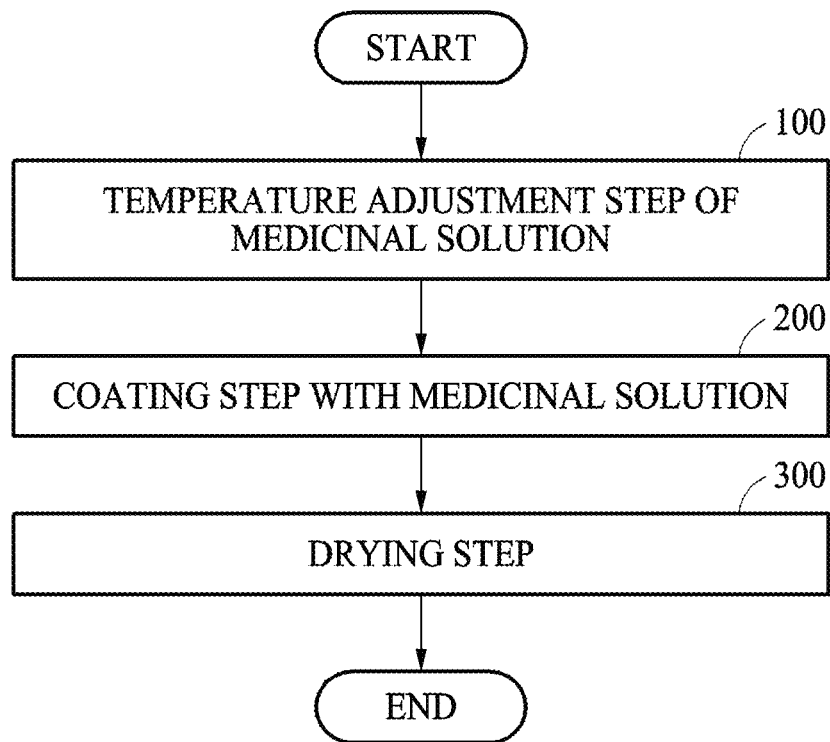 START
100
TEMPERATURE ADJUSTMENT STEP OF
MEDICINAL SOLUTION
200
COATING STEP WITH MEDICINAL SOLUTION
300
DRYING STEP
END